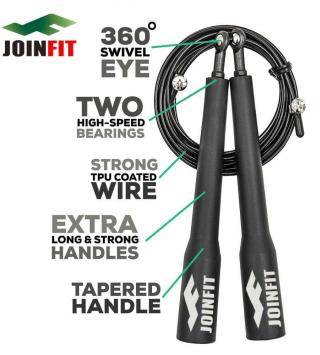 JOINFIT
360°
SWIVEL
EYE
TWO
HIGH-SPEED
BEARINGS
STRONG
TPU COATED
WIRE
EXTRA
LONG & STRONG
HANDLES
TAPERED
HANDLE
JOINFIT
JOINFIT